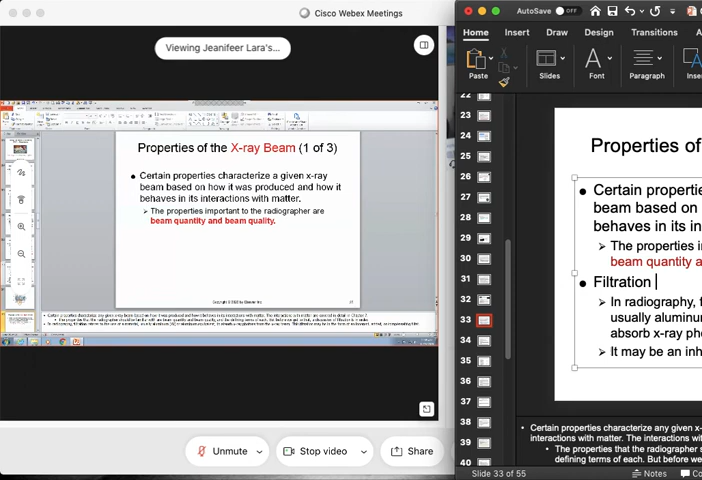 Cisco Webex Meetings
Viewing Jeanifeer Lara's...
Properties of the X-ray Beam (1 of 3)
Certain properties characterize a given x-ray
beam based on how it was produced and how it
behaves in its interactions with matter.
The properties important to the radiographer are
beam quantity and beam quality.
Unmute
Stop video
Share
AutoSave OFF
Home Insert Draw Design Transitions
Paste
Slides
Font
Paragraph
Inser
22
23
24
25
26
27
28
29
30
31
32
33
34
35
36
37
38
39
40
Properties of
Certain properti
beam based on
behaves in its in
The properties i
beam quantity a
Filtration
In radiography, f
usually aluminu
absorb x-ray ph
It may be an inh
Certain properties characterize any given x-
interactions with matter. The interactions wi
The properties that the radiographer s
defining terms of each. But before we
Slide 33 of 55
Notes
Co